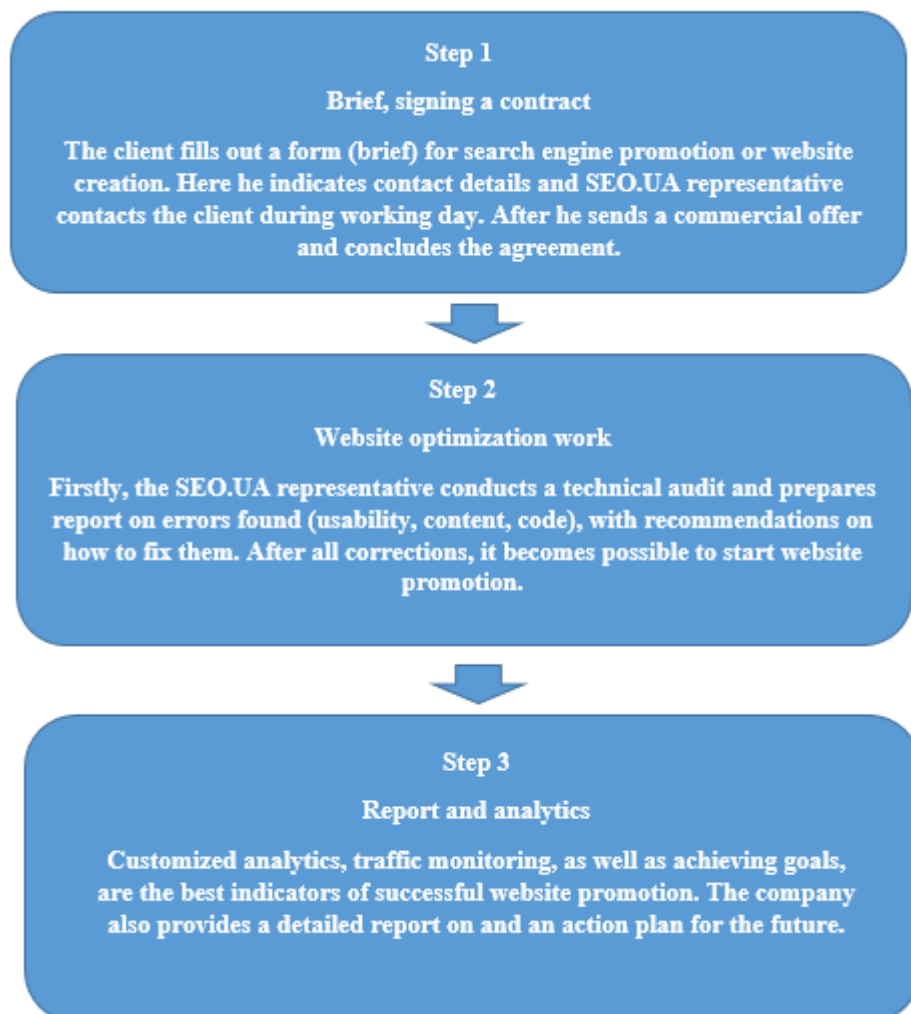 Step 1
Brief, signing a contract
The client fills out a form (brief) for search engine promotion or website
creation. Here he indicates contact details and SEO.UA representative
contacts the client during working day. After he sends a commercial offer
and concludes the agreement.
Step 2
Website optimization work
Firstly, the SEO.UA representative conducts a technical audit and prepares
report on errors found (usability, content, code), with recommendations on
how to fix them. After all corrections, it becomes possible to start website
promotion.
Step 3
Report and analytics
Customized analytics, traffic monitoring, as well as achieving goals,
are the best indicators of successful website promotion. The company
also provides a detailed report on and an action plan for the future.